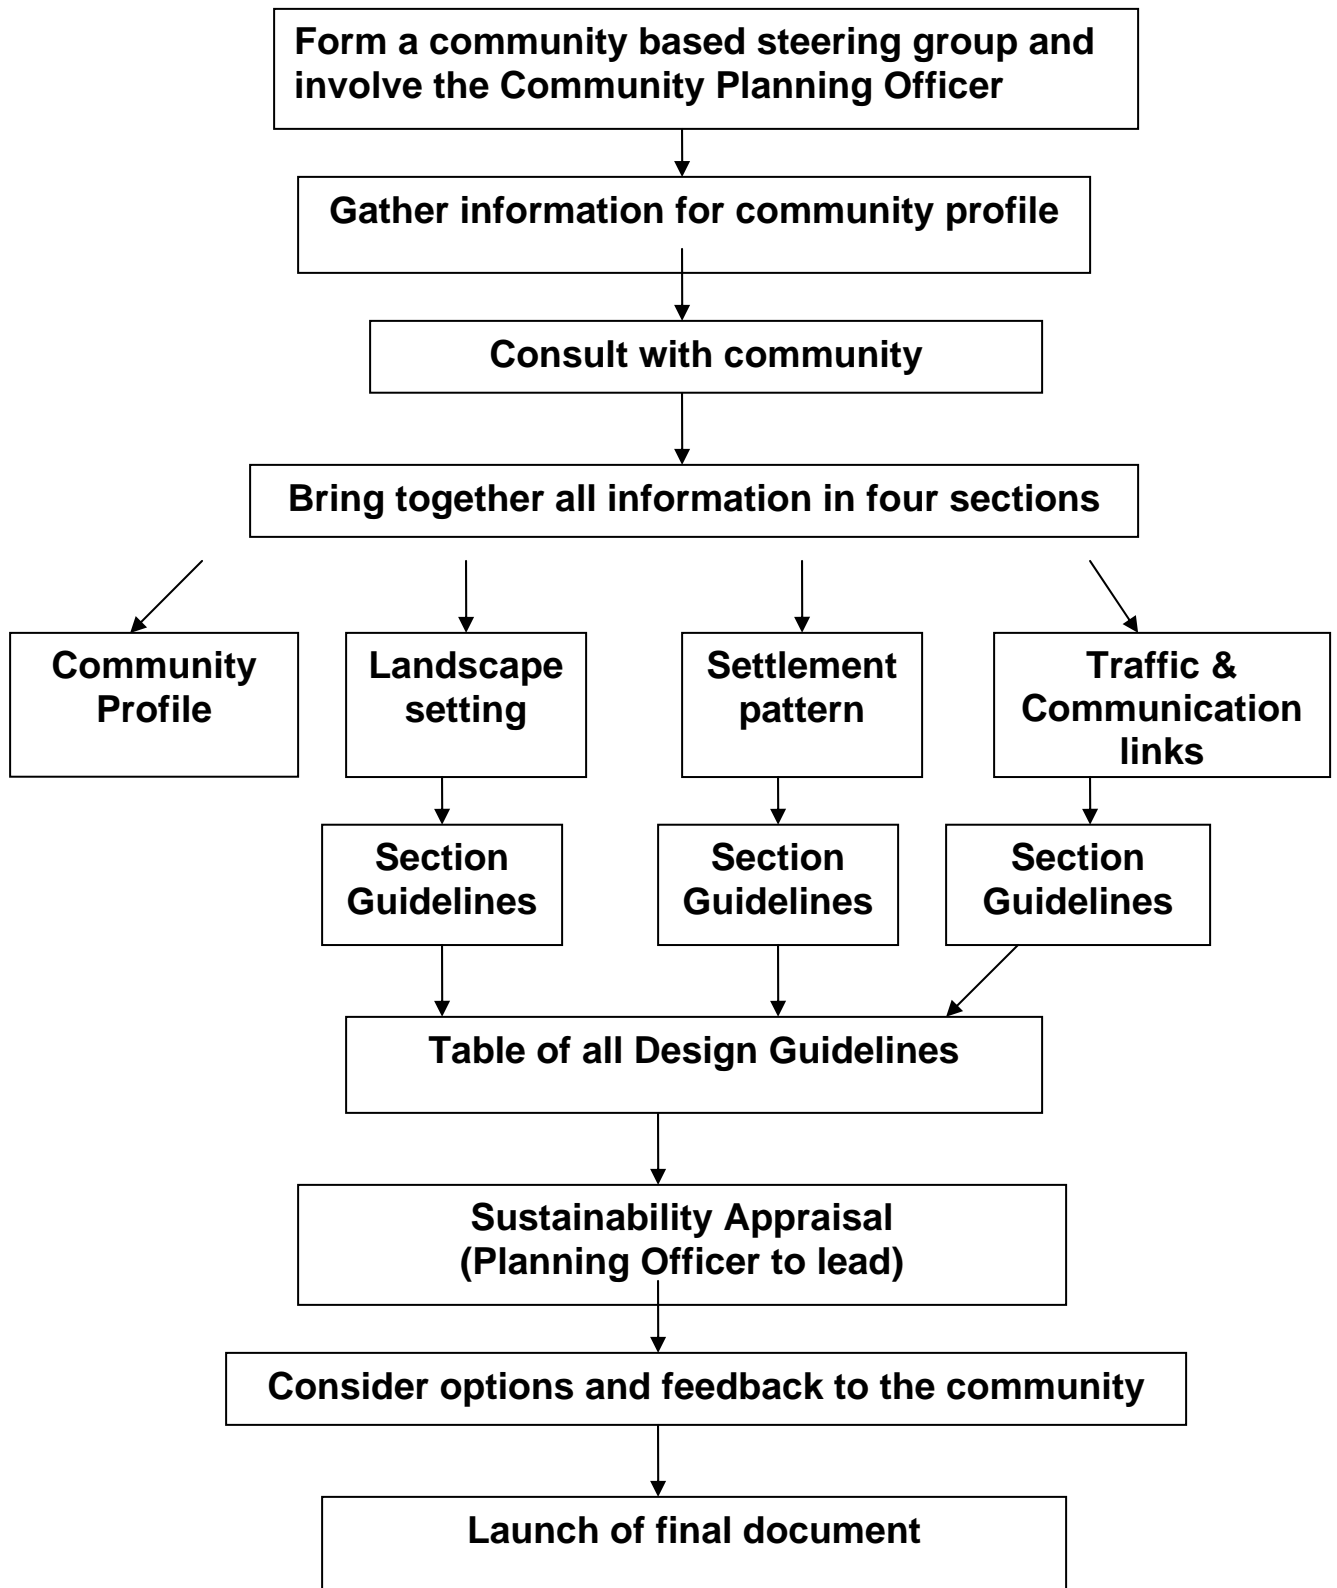 Form a community based steering group and
involve the Community Planning Officer
Gather information for community profile
Consult with community
Bring together all information in four sections
Community
Profile
Landscape
setting
Settlement
pattern
Traffic &
Communication
links
Section
Guidelines
Section
Guidelines
Section
Guidelines
Table of all Design Guidelines
Sustainability Appraisal
(Planning Officer to lead)
Consider options and feedback to the community
Launch of final document